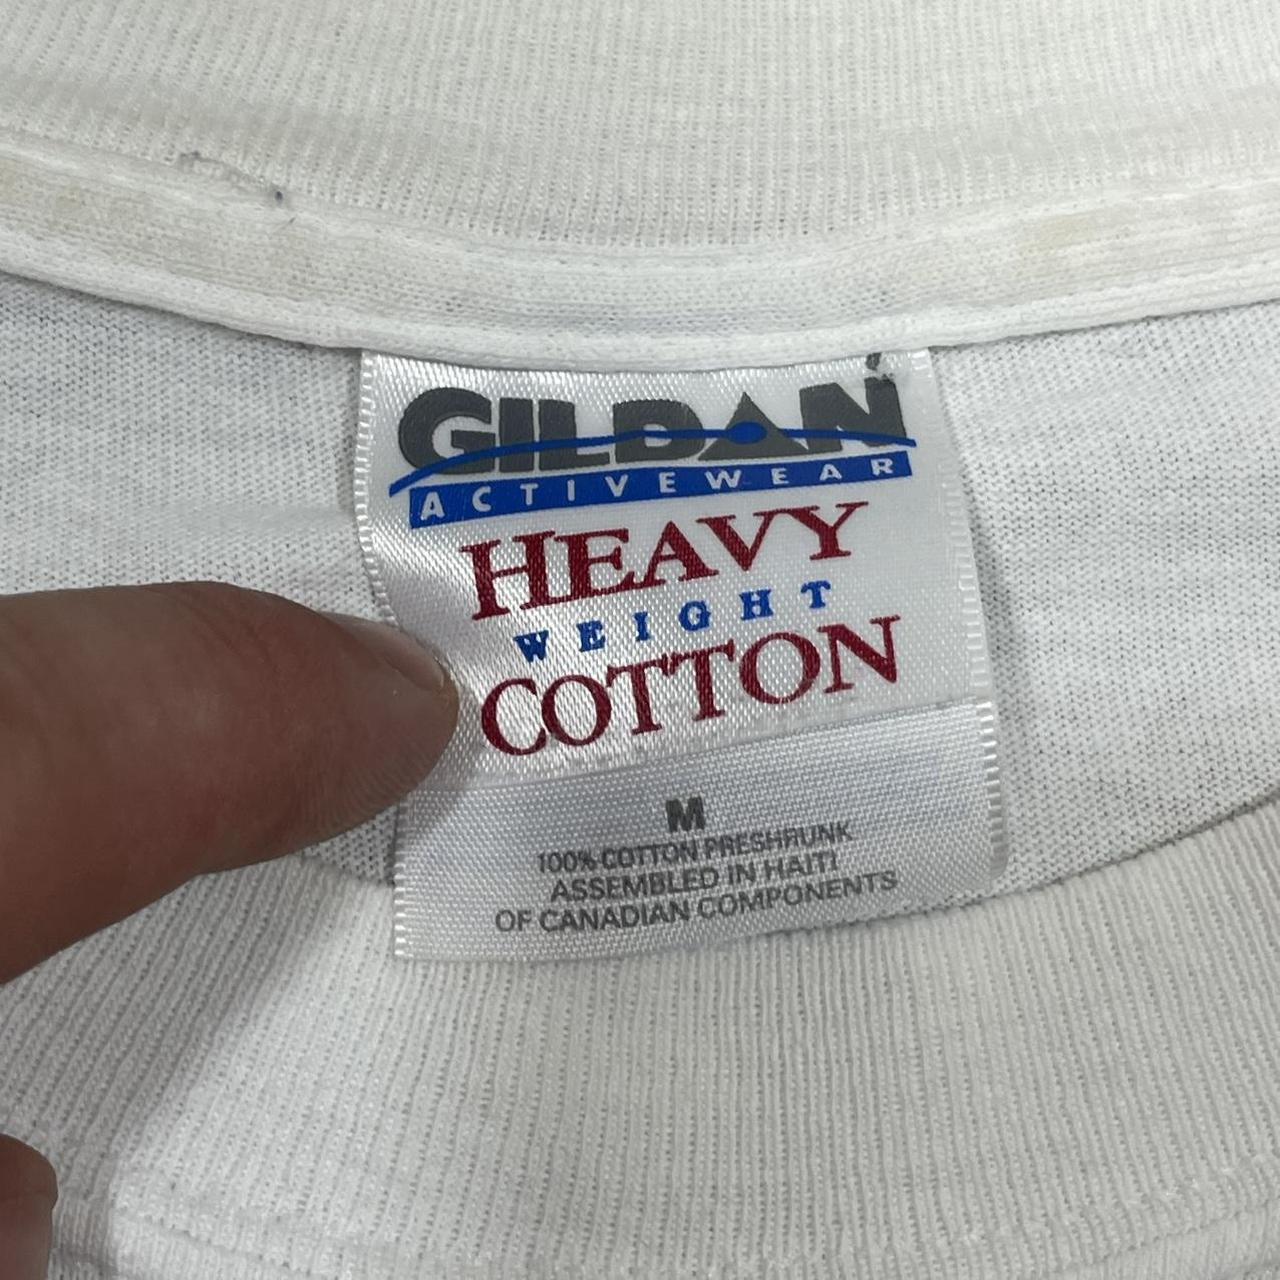 GILDAN
ACTIVEWEAR
HEAVY
WEIGHT
COTTON
M
100% COTTON PRESHRUNK
ASSEMBLED IN HAITI
OF CANADIAN COMPONENTS